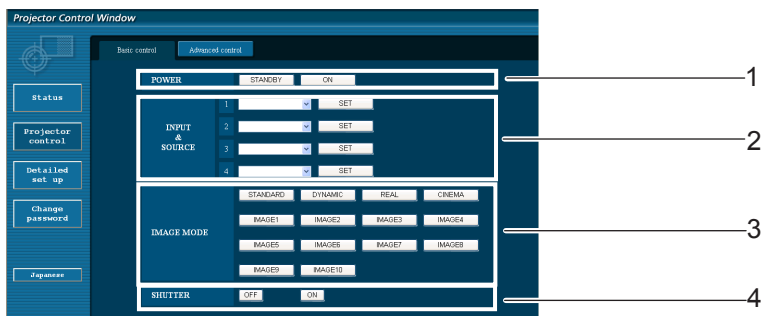 Projector Control Window
Basic control Advanced control
POWER STANDBY ON 1
Status
1 SET
Projector control
INPUT & SOURCE
2 SET 2
3 SET
4 SET
Detailed set up
STANDARD DYNAMIC REAL CINEMA
Change password
IMAGE MODE
IMAGE1 IMAGE2 IMAGE3 IMAGE4 3
IMAGE5 IMAGE6 IMAGE7 IMAGE8
IMAGE9 IMAGE10
Japanese
SHUTTER OFF ON 4